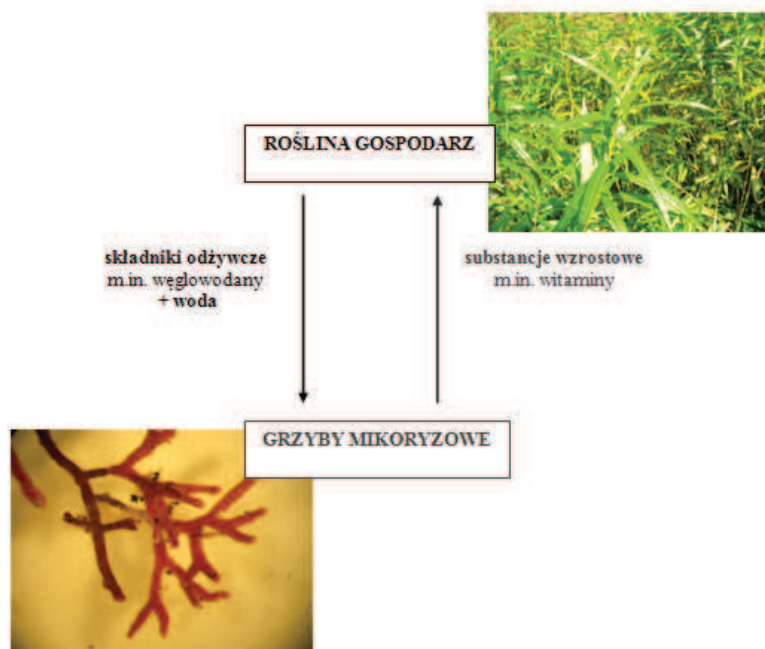 ROŚLINA GOSPODARZ
składniki odżywcze
m.in. węglowodany
+ woda
substancje wzrostowe
m.in. witaminy
GRZYBY MIKORYZOWE